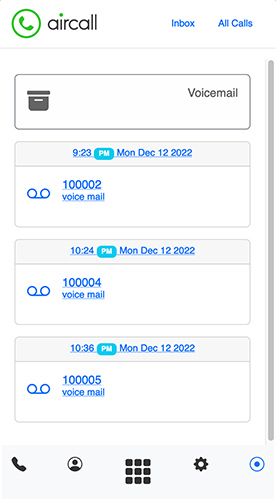 aircall
Inbox All Calls
Voicemail
9:23 PM Mon Dec 12 2022
100002
voice mail
10:24 PM Mon Dec 12 2022
100004
voice mail
10:36 PM Mon Dec 12 2022
100005
voice mail